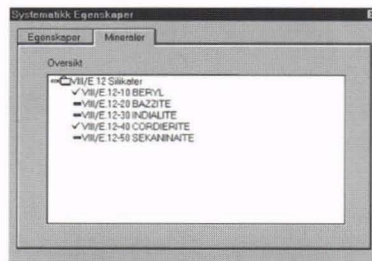 Systematikk Egenskaper
Egenskaper Mineraler
Oversikt
VIII/E.12 Silikater
VIII/E.12-10 BERYL
VIII/E.12-20 BAZZITE
VIII/E.12-30 INDIALITE
VIII/E.12-40 CORDIERITE
VIII/E.12-50 SEKANINAITE